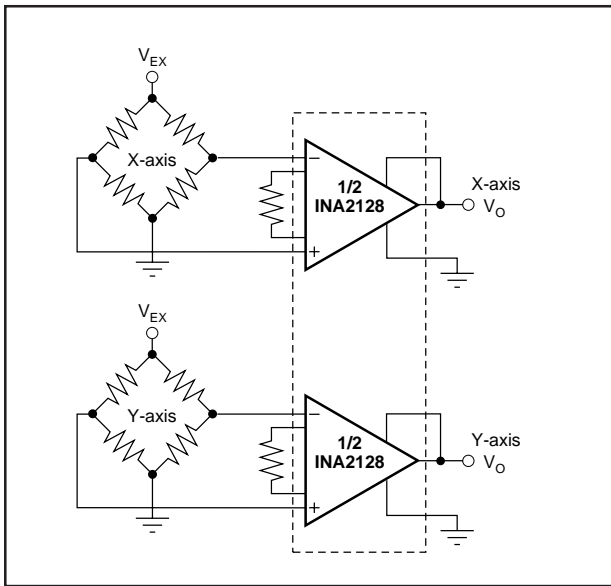 V_EX
X-axis
−
1/2
INA2128
+
X-axis
V_O
V_EX
Y-axis
−
1/2
INA2128
+
Y-axis
V_O